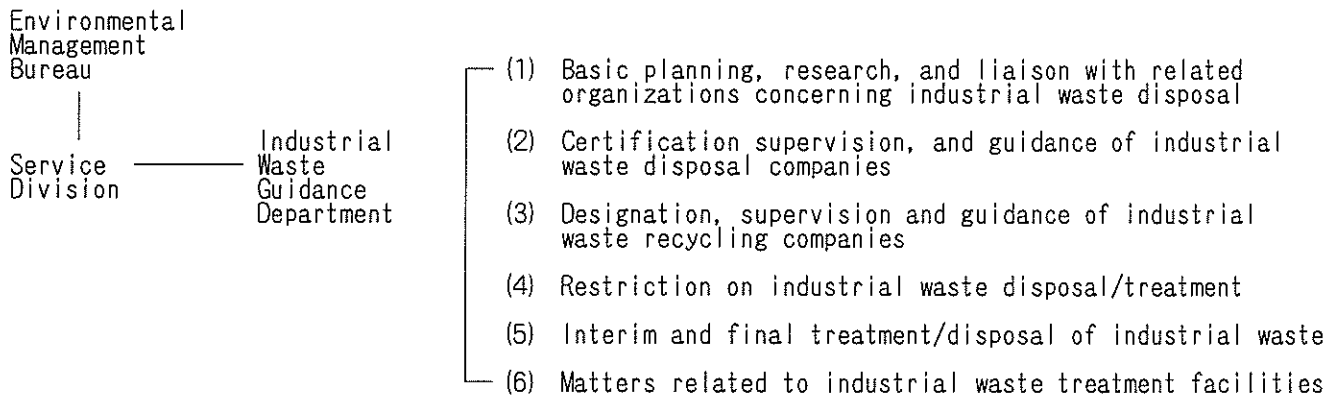 Environmental
Management
Bureau
Service
Division
Industrial
Waste
Guidance
Department
(1) Basic planning, research, and liaison with related
organizations concerning industrial waste disposal
(2) Certification supervision, and guidance of industrial
waste disposal companies
(3) Designation, supervision and guidance of industrial
waste recycling companies
(4) Restriction on industrial waste disposal/treatment
(5) Interim and final treatment/disposal of industrial waste
(6) Matters related to industrial waste treatment facilities